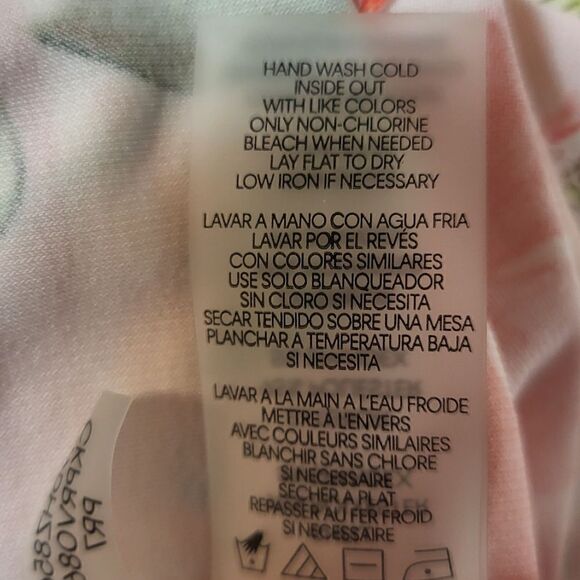 HAND WASH COLD
INSIDE OUT
WITH LIKE COLORS
ONLY NON-CHLORINE
BLEACH WHEN NEEDED
LAY FLAT TO DRY
LOW IRON IF NECESSARY
LAVAR A MANO CON AGUA FRIA
LAVAR POR EL REVÉS
CON COLORES SIMILARES
USE SOLO BLANQUEADOR
SIN CLORO SI NECESITA
SECAR TENDIDO SOBRE UNA MESA
PLANCHAR A TEMPERATURA BAJA
SI NECESITA
LAVAR A LA MAIN A L'EAU FROIDE
METTRE À L'ENVERS
AVEC COULEURS SIMILAIRES
BLANCHIR SANS CHLORE
SI NECESSAIRE
SECHER A PLAT
REPASSER AU FER FROID
SI NECESSAIRE